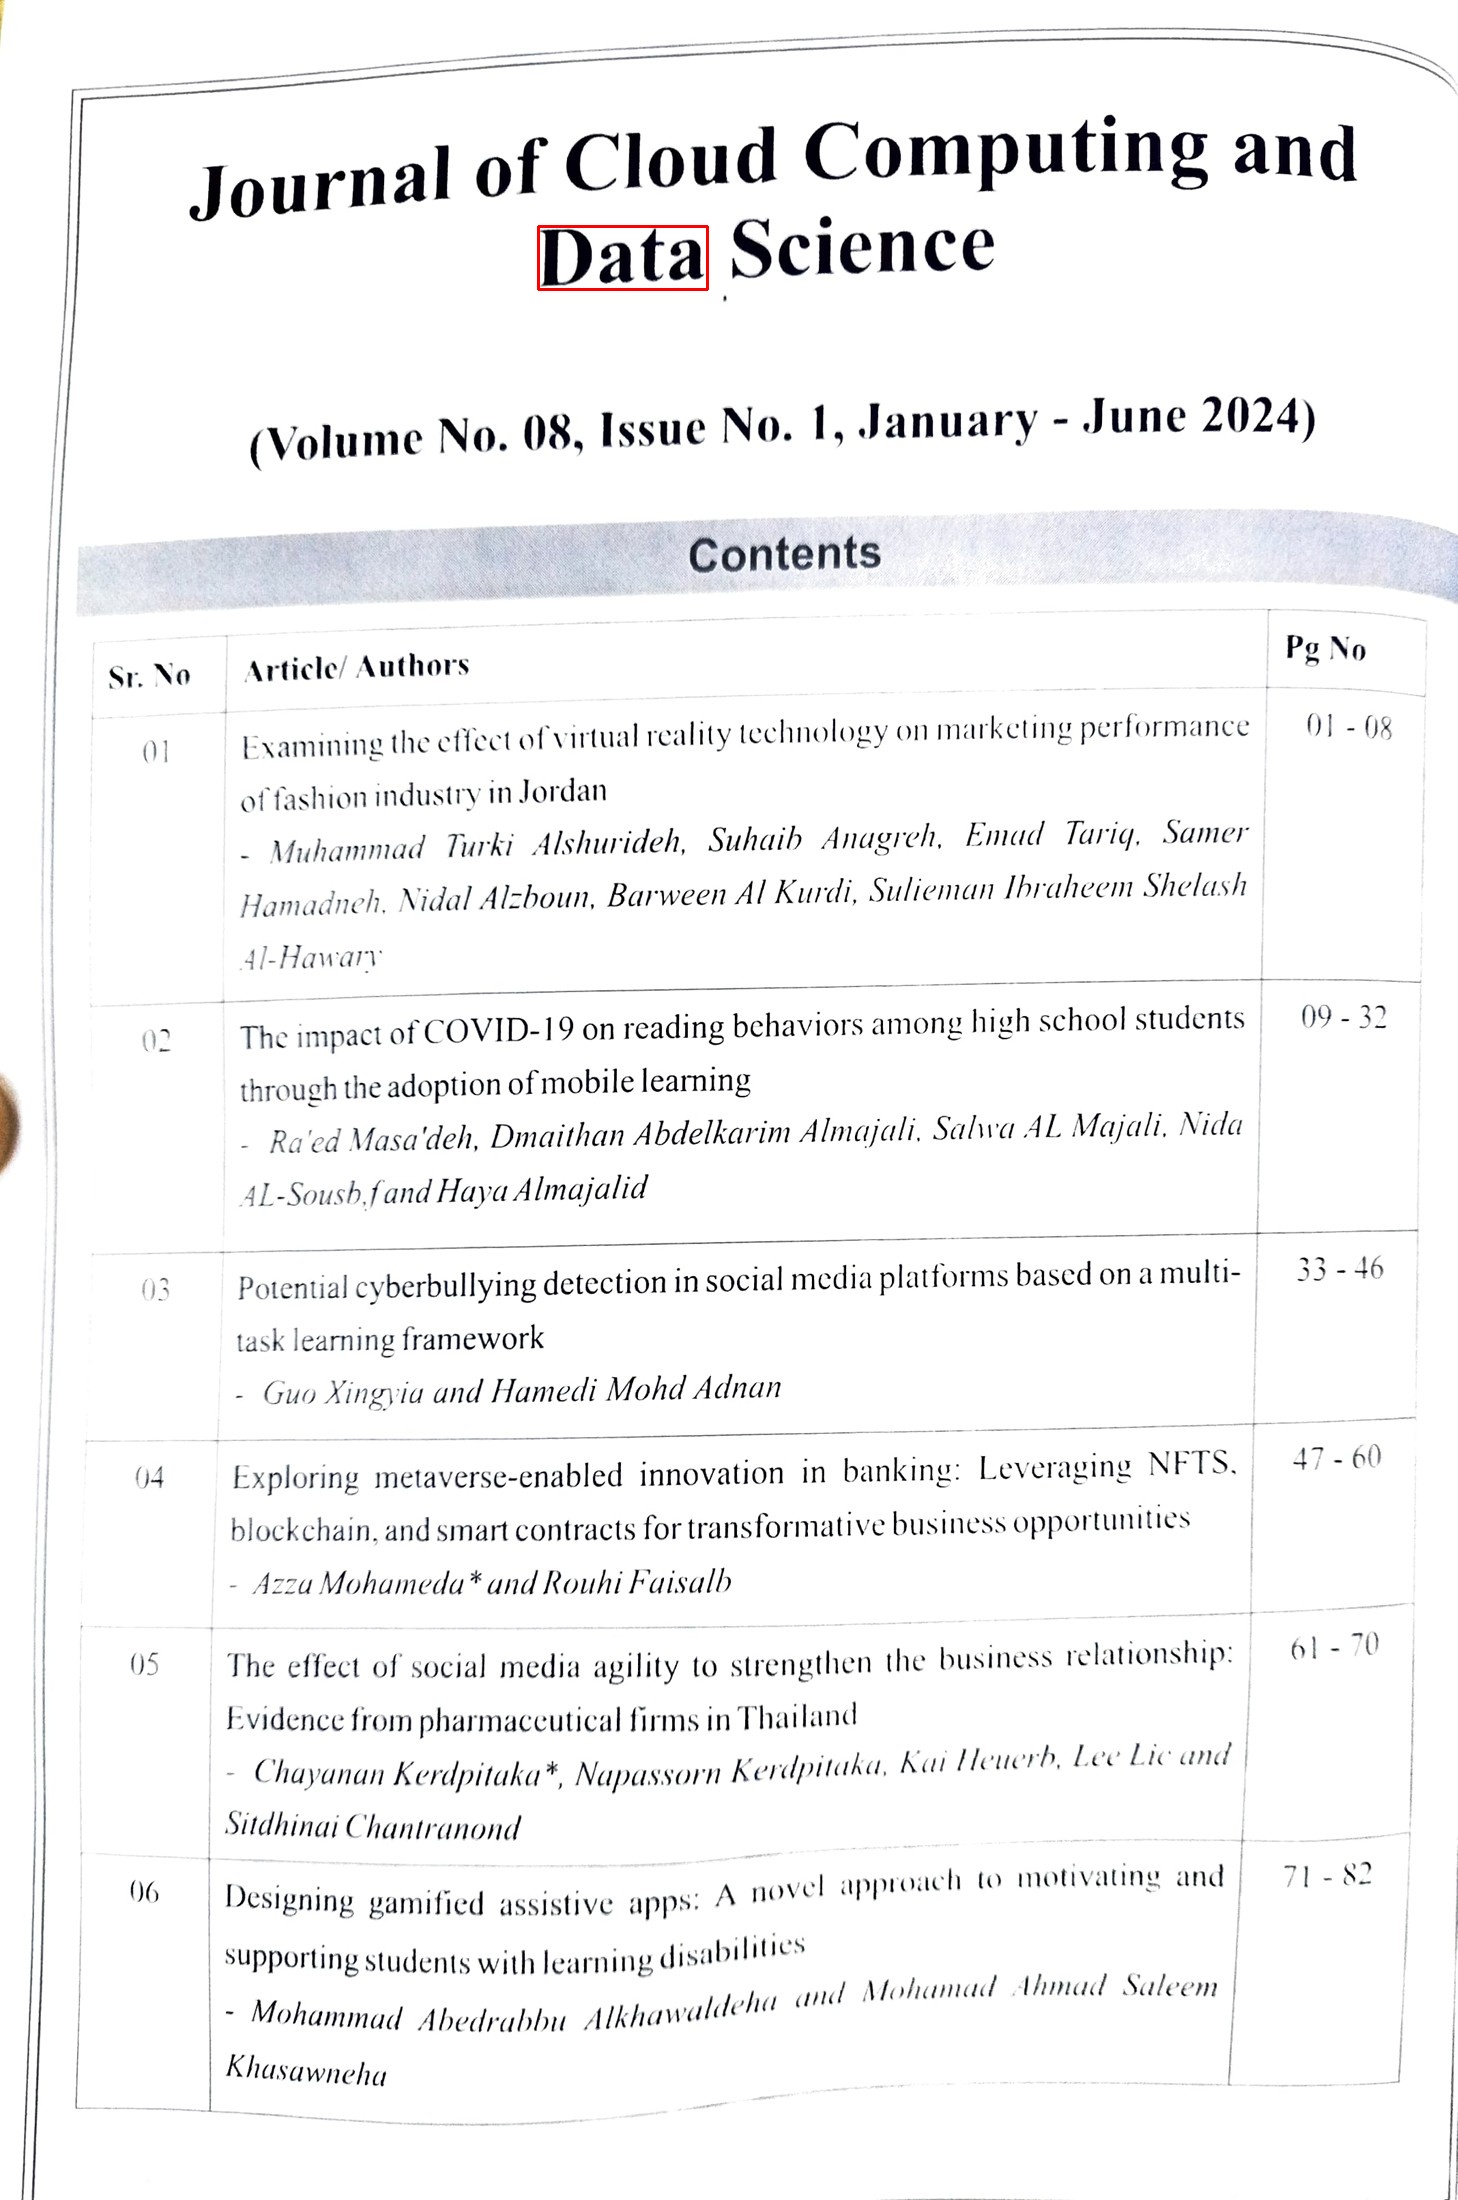 Journal of Cloud Computing and
Data Science
(Volume No. 08, Issue No. 1, January - June 2024)
Contents
Sr. No Article/ Authors Pg No
01 Examining the effect of virtual reality technology on marketing performance 01 - 08
of fashion industry in Jordan
- Muhammad Turki Alshurideh, Suhaib Anagreh, Emad Tariq, Samer
Hamadneh, Nidal Alzboun, Barween Al Kurdi, Sulieman Ibraheem Shelash
Al-Hawary
02 The impact of COVID-19 on reading behaviors among high school students 09 - 32
through the adoption of mobile learning
- Ra'ed Masa'deh, Dmaithan Abdelkarim Almajali, Salwa AL Majali, Nida
AL-Sousb,f and Haya Almajalid
03 Potential cyberbullying detection in social media platforms based on a multi- 33 - 46
task learning framework
- Guo Xingyia and Hamedi Mohd Adnan
04 Exploring metaverse-enabled innovation in banking: Leveraging NFTS, 47 - 60
blockchain, and smart contracts for transformative business opportunities
- Azza Mohameda* and Rouhi Faisalb
05 The effect of social media agility to strengthen the business relationship: 61 - 70
Evidence from pharmaceutical firms in Thailand
- Chayanan Kerdpitaka*, Napassorn Kerdpitaka, Kai Heuerb, Lee Lic and
Sitdhinai Chantranond
06 Designing gamified assistive apps: A novel approach to motivating and 71 - 82
supporting students with learning disabilities
- Mohammad Abedrabbu Alkhawaldeha and Mohamad Ahmad Saleem
Khasawneha